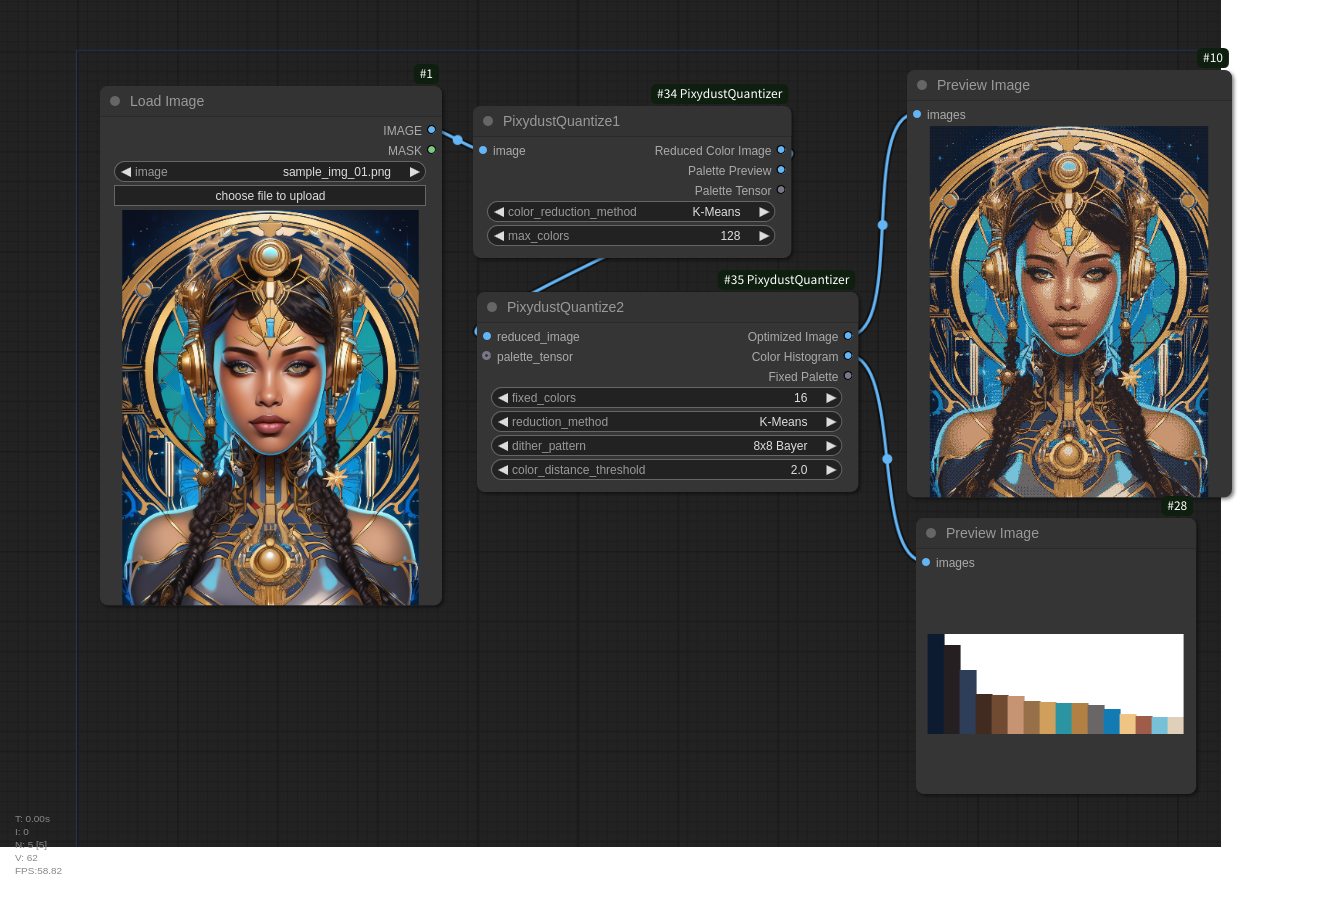 #1
Load Image
IMAGE
MASK
image sample_img_01.png
choose file to upload
#34 PixydustQuantizer
PixydustQuantize1
image Reduced Color Image
Palette Preview
Palette Tensor
color_reduction_method K-Means
max_colors 128
#35 PixydustQuantizer
PixydustQuantize2
reduced_image Optimized Image
palette_tensor Color Histogram
Fixed Palette
fixed_colors 16
reduction_method K-Means
dither_pattern 8x8 Bayer
color_distance_threshold 2.0
#10
Preview Image
images
#28
Preview Image
images
T: 0.00s
I: 0
N: 5 [5]
V: 62
FPS:58.82